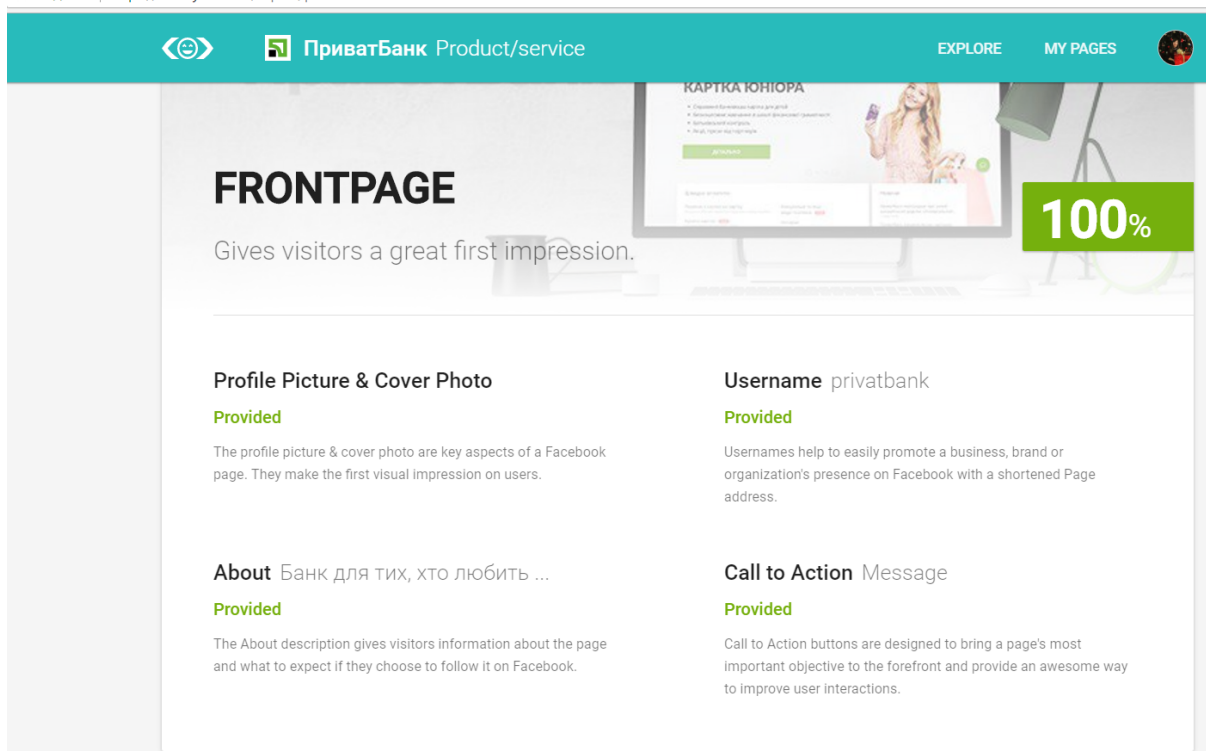 ПриватБанк Product/service
EXPLORE
MY PAGES
КАРТКА ЮНІОРА
FRONTPAGE
Gives visitors a great first impression.
100%
Profile Picture & Cover Photo
Provided
The profile picture & cover photo are key aspects of a Facebook
page. They make the first visual impression on users.
Username privatbank
Provided
Usernames help to easily promote a business, brand or
organization's presence on Facebook with a shortened Page
address.
About Банк для тих, хто любить ...
Provided
The About description gives visitors information about the page
and what to expect if they choose to follow it on Facebook.
Call to Action Message
Provided
Call to Action buttons are designed to bring a page's most
important objective to the forefront and provide an awesome way
to improve user interactions.